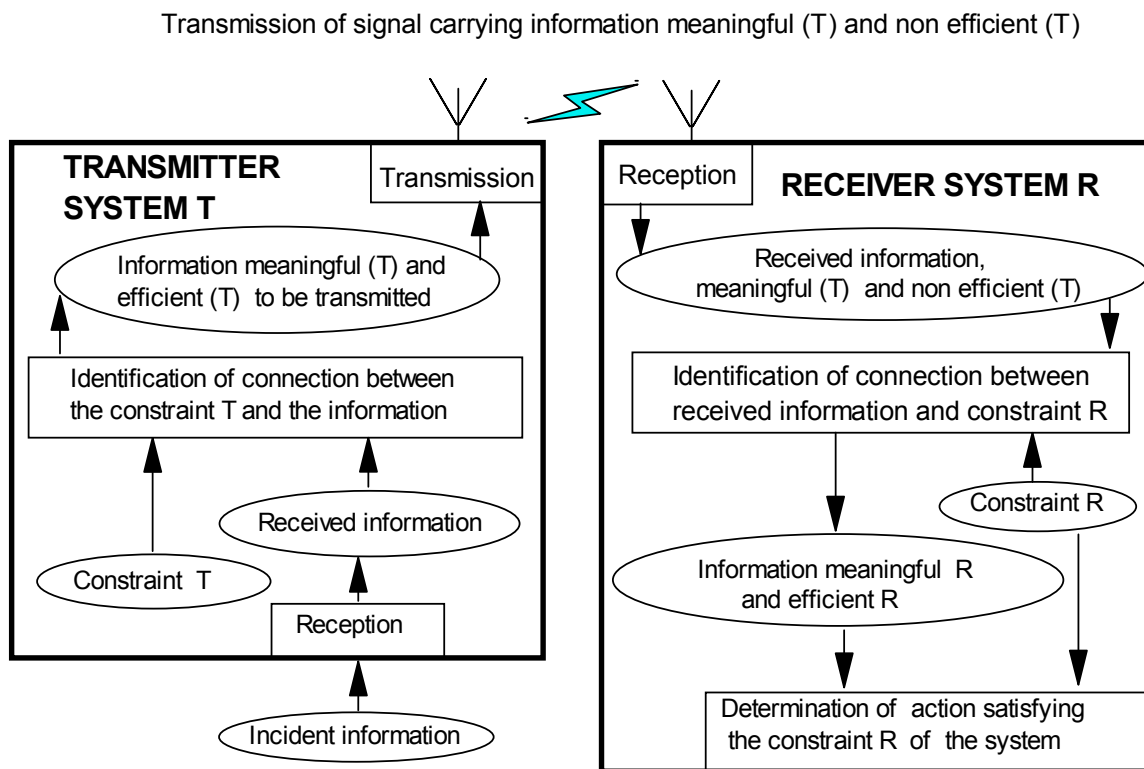 Transmission of signal carrying information meaningful (T) and non efficient (T)
TRANSMITTER
SYSTEM T
Transmission
Information meaningful (T) and
efficient (T) to be transmitted
Identification of connection between
the constraint T and the information
Received information
Constraint T
Reception
Incident information
Reception
RECEIVER SYSTEM R
Received information,
meaningful (T) and non efficient (T)
Identification of connection between
received information and constraint R
Constraint R
Information meaningful R
and efficient R
Determination of action satisfying
the constraint R of the system